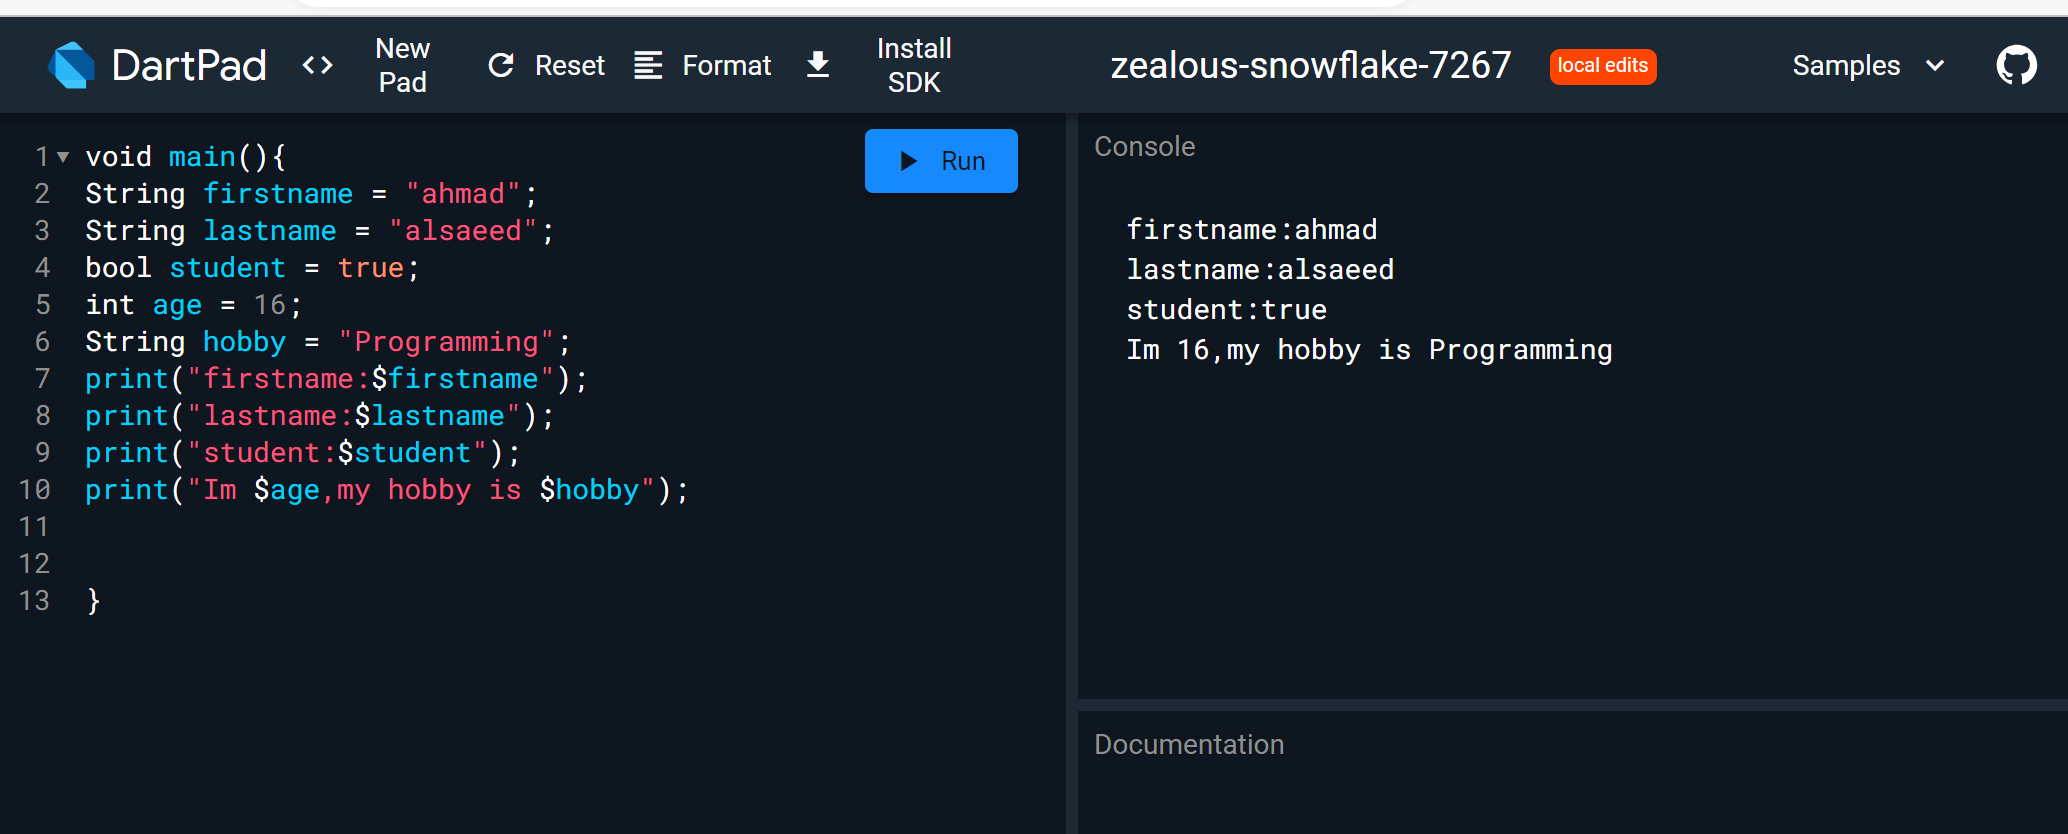 DartPad <> New Pad Reset Format Install SDK zealous-snowflake-7267 local edits Samples
1 void main(){
2 String firstname = "ahmad";
3 String lastname = "alsaeed";
4 bool student = true;
5 int age = 16;
6 String hobby = "Programming";
7 print("firstname:$firstname");
8 print("lastname:$lastname");
9 print("student:$student");
10 print("Im $age,my hobby is $hobby");
11
12
13 }
Run
Console
firstname:ahmad
lastname:alsaeed
student:true
Im 16,my hobby is Programming
Documentation